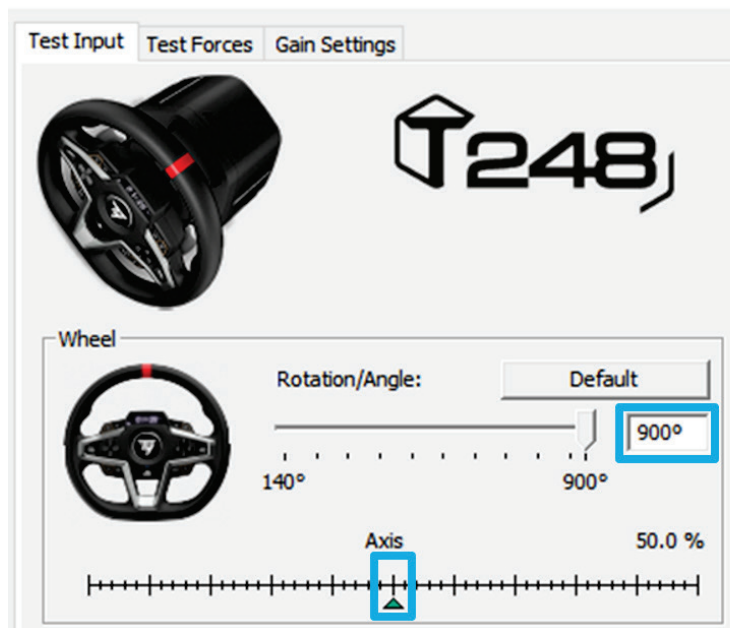 Test Input Test Forces Gain Settings
T248
Wheel
Rotation/Angle: Default
900°
140° 900°
Axis 50.0 %